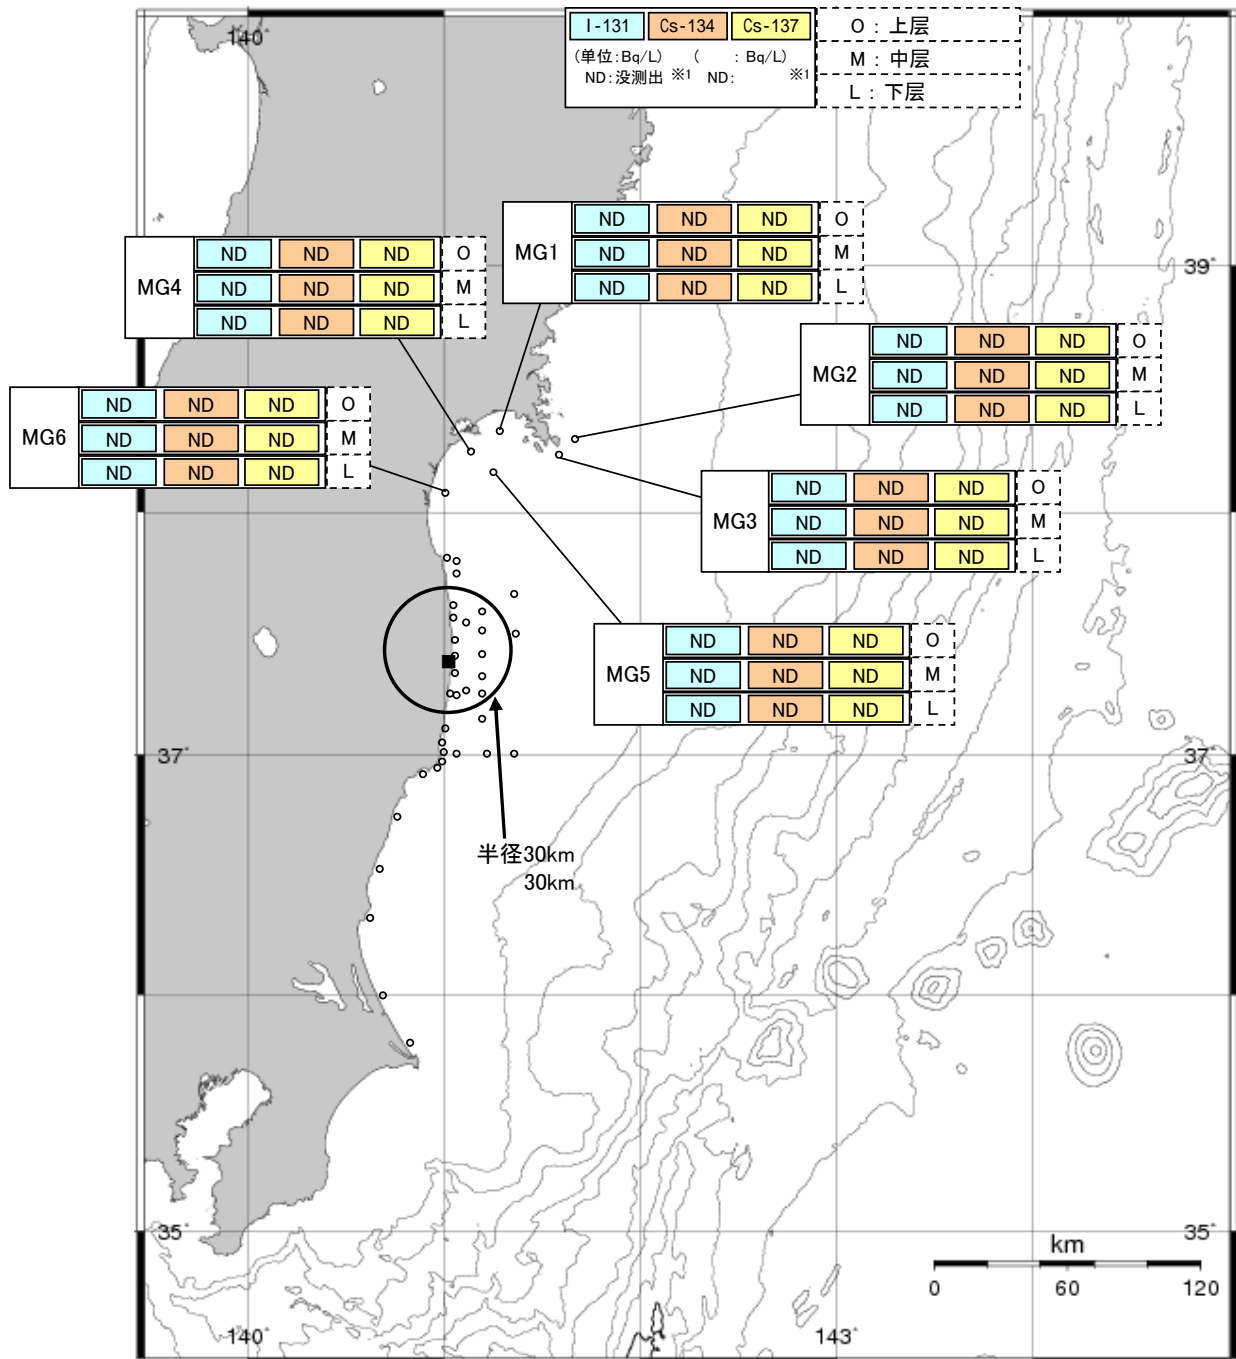 I-131 Cs-134 Cs-137
(単位:Bq/L) ( : Bq/L)
ND:没測出 ※1 ND: ※1
O : 上层
M : 中层
L : 下层
140°
MG1
ND ND ND O
ND ND ND M
ND ND ND L
MG4
ND ND ND O
ND ND ND M
ND ND ND L
39°
MG2
ND ND ND O
ND ND ND M
ND ND ND L
MG6
ND ND ND O
ND ND ND M
ND ND ND L
MG3
ND ND ND O
ND ND ND M
ND ND ND L
MG5
ND ND ND O
ND ND ND M
ND ND ND L
37°
37°
半径30km
30km
35°
35°
km
0 60 120
140°
143°